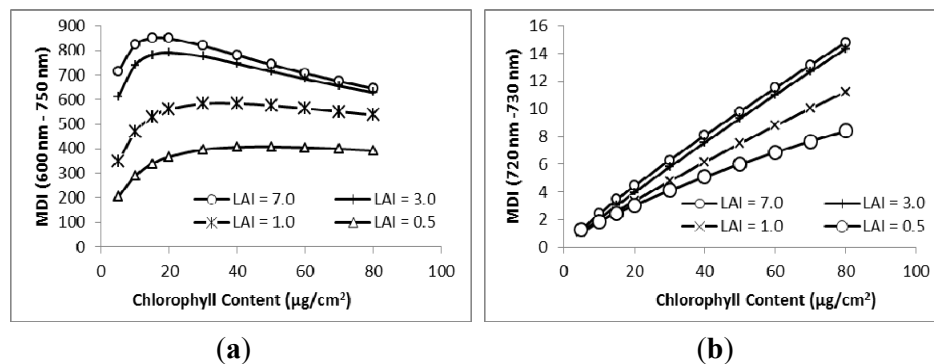 MDI (600 nm - 750 nm)
900
800
700
600
500
400
300
200
100
0
LAI = 7.0
LAI = 3.0
LAI = 1.0
LAI = 0.5
0 20 40 60 80 100
Chlorophyll Content (µg/cm²)
(a)
MDI (720 nm -730 nm)
16
14
12
10
8
6
4
2
0
LAI = 7.0
LAI = 3.0
LAI = 1.0
LAI = 0.5
0 20 40 60 80 100
Chlorophyll Content (µg/cm²)
(b)